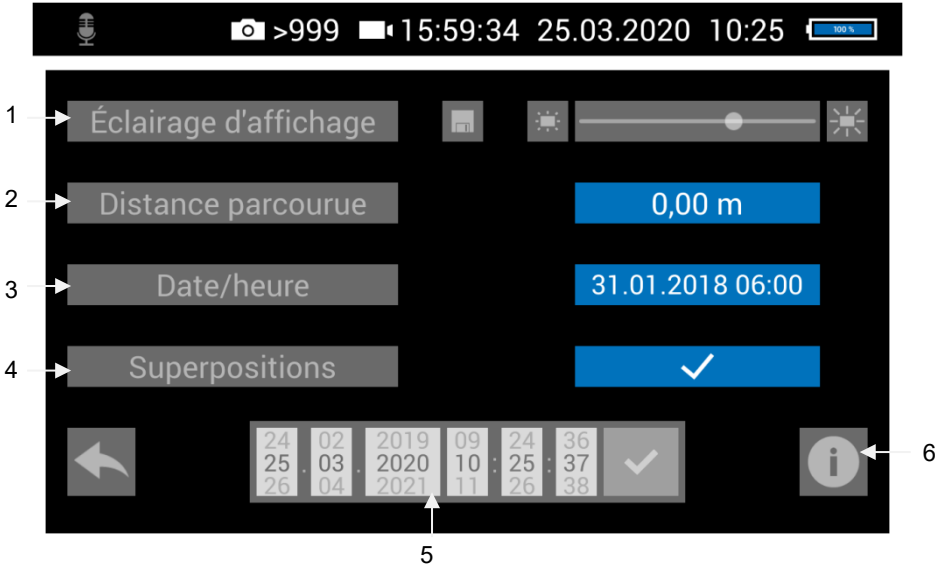 >999 15:59:34 25.03.2020 10:25 100 %
1 Éclairage d'affichage
2 Distance parcourue 0,00 m
3 Date/heure 31.01.2018 06:00
4 Superpositions
24 02 2019 09 24 36
25 . 03 . 2020 10 : 25 : 37
26 04 2021 11 26 38
6
5